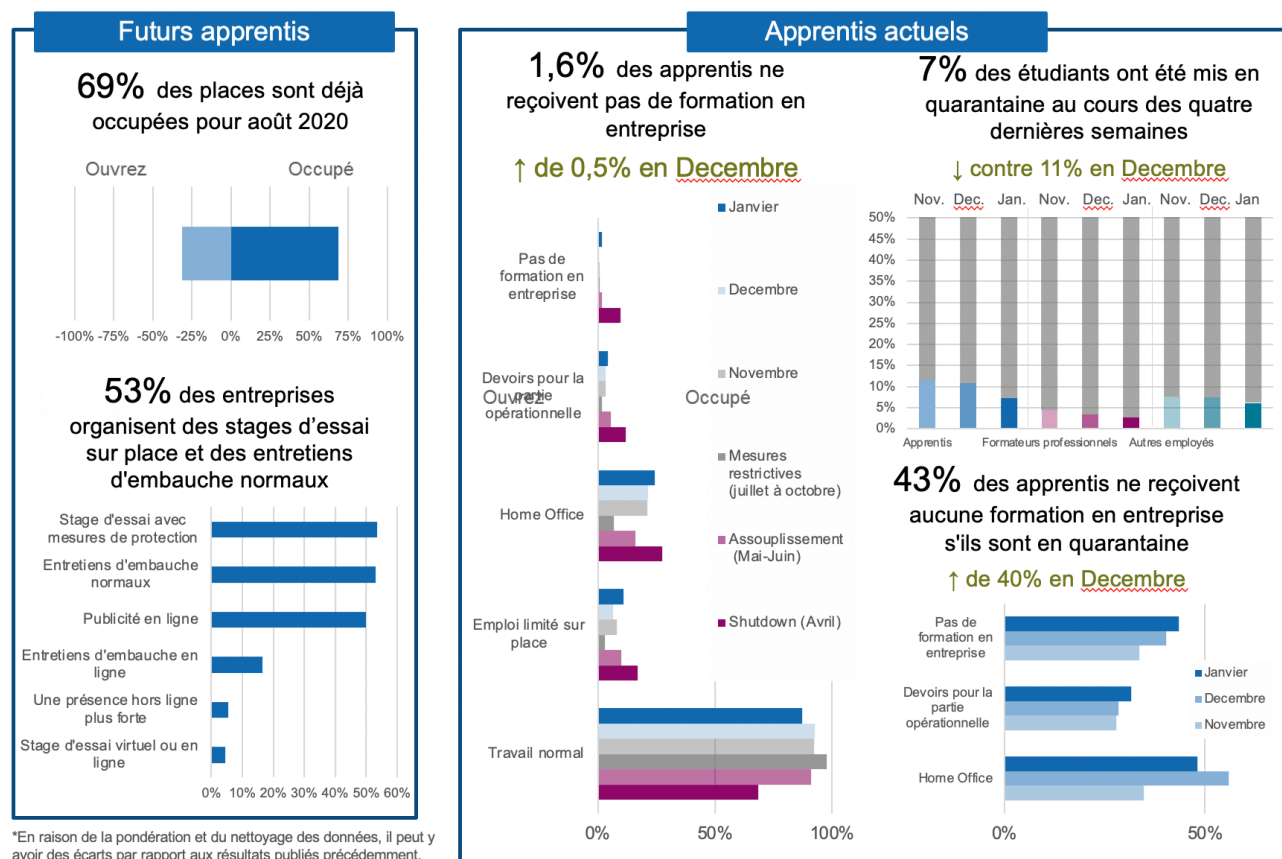 Futurs apprentis
69% des places sont déjà
occupées pour août 2020
Ouvrez
Occupé
-100% -75% -50% -25% 0% 25% 50% 75% 100%
53% des entreprises
organisent des stages d'essai
sur place et des entretiens
d'embauche normaux
Stage d'essai avec
mesures de protection
Entretiens d'embauche
normaux
Publicité en ligne
Entretiens d'embauche en
ligne
Une présence hors ligne
plus forte
Stage d'essai virtuel ou en
ligne
0% 10% 20% 30% 40% 50% 60%
*En raison de la pondération et du nettoyage des données, il peut y
avoir des écarts par rapport aux résultats publiés précédemment.
Apprentis actuels
1,6% des apprentis ne
reçoivent pas de formation en
entreprise
↑ de 0,5% en Decembre
Pas de
formation en
entreprise
Devoirs pour la
partie
opérationnelle
Ouvrez
Occupé
Home Office
Emploi limité sur
place
Travail normal
0% 50% 100%
Janvier
Decembre
Novembre
Mesures
restrictives
(juillet à octobre)
Assouplissement
(Mai-Juin)
Shutdown (Avril)
7% des étudiants ont été mis en
quarantaine au cours des quatre
dernières semaines
↓ contre 11% en Decembre
Nov. Dec. Jan. Nov. Dec. Jan. Nov. Dec. Jan
50%
45%
40%
35%
30%
25%
20%
15%
10%
5%
0%
Apprentis Formateurs professionnels Autres employés
43% des apprentis ne reçoivent
aucune formation en entreprise
s'ils sont en quarantaine
↑ de 40% en Decembre
Pas de
formation en
entreprise
Devoirs pour la
partie
opérationnelle
Home Office
Janvier
Decembre
Novembre
0% 50%